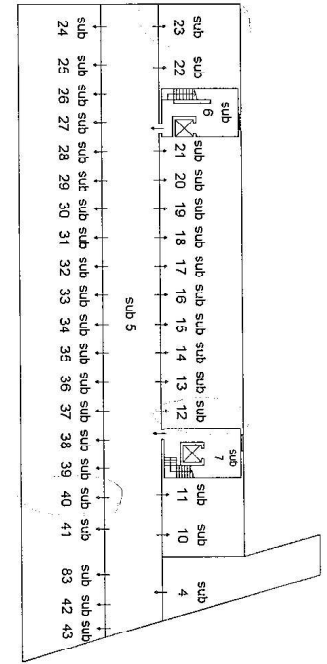 sub 23
sub 22
sub 6
sub 21
sub 20
sub 19
sub 18
sub 17
sub 16
sub 15
sub 14
sub 13
sub 12
sub 7
sub 11
sub 10
sub 4
sub 5
sub 24
sub 25
sub 26
sub 27
sub 28
sub 29
sub 30
sub 31
sub 32
sub 33
sub 34
sub 35
sub 36
sub 37
sub 38
sub 39
sub 40
sub 41
sub 83
sub 42
sub 43